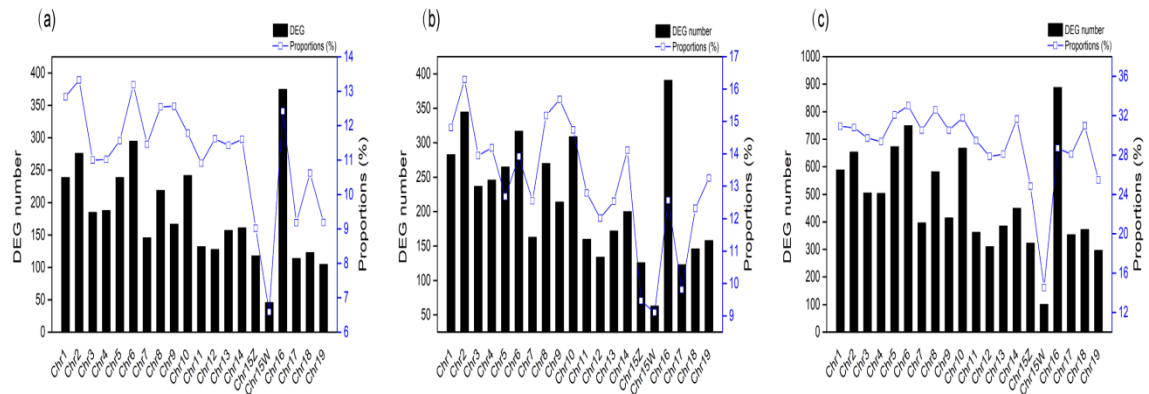 (a)
DEG
Proportions (%)
DEG number
400
350
300
250
200
150
100
50
0
14
13
12
11
10
9
8
7
6
Proportions (%)
Chr1
Chr2
Chr3
Chr4
Chr5
Chr6
Chr7
Chr8
Chr9
Chr10
Chr11
Chr12
Chr13
Chr14
Chr15Z
Chr15W
Chr16
Chr17
Chr18
Chr19
(b)
DEG number
Proportions (%)
DEG number
400
350
300
250
200
150
100
50
17
16
15
14
13
12
11
10
9
Proportions (%)
Chr1
Chr2
Chr3
Chr4
Chr5
Chr6
Chr7
Chr8
Chr9
Chr10
Chr11
Chr12
Chr13
Chr14
Chr15Z
Chr15W
Chr16
Chr17
Chr18
Chr19
(c)
DEG number
Proportions (%)
DEG number
1000
900
800
700
600
500
400
300
200
100
0
36
32
28
24
20
16
12
Proportions (%)
Chr1
Chr2
Chr3
Chr4
Chr5
Chr6
Chr7
Chr8
Chr9
Chr10
Chr11
Chr12
Chr13
Chr14
Chr15Z
Chr15W
Chr16
Chr17
Chr18
Chr19